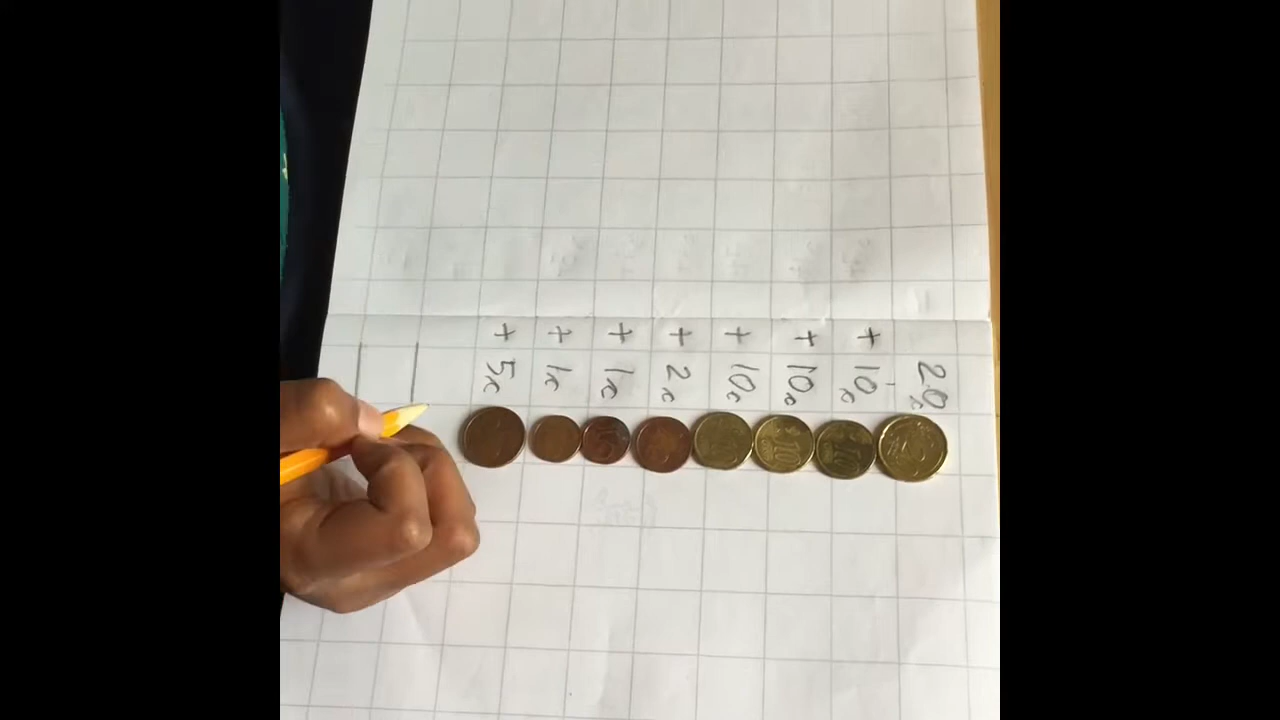 20c
+ 10c
+ 10c
+ 10c
+ 2c
+ 1c
+ 1c
+ 5c